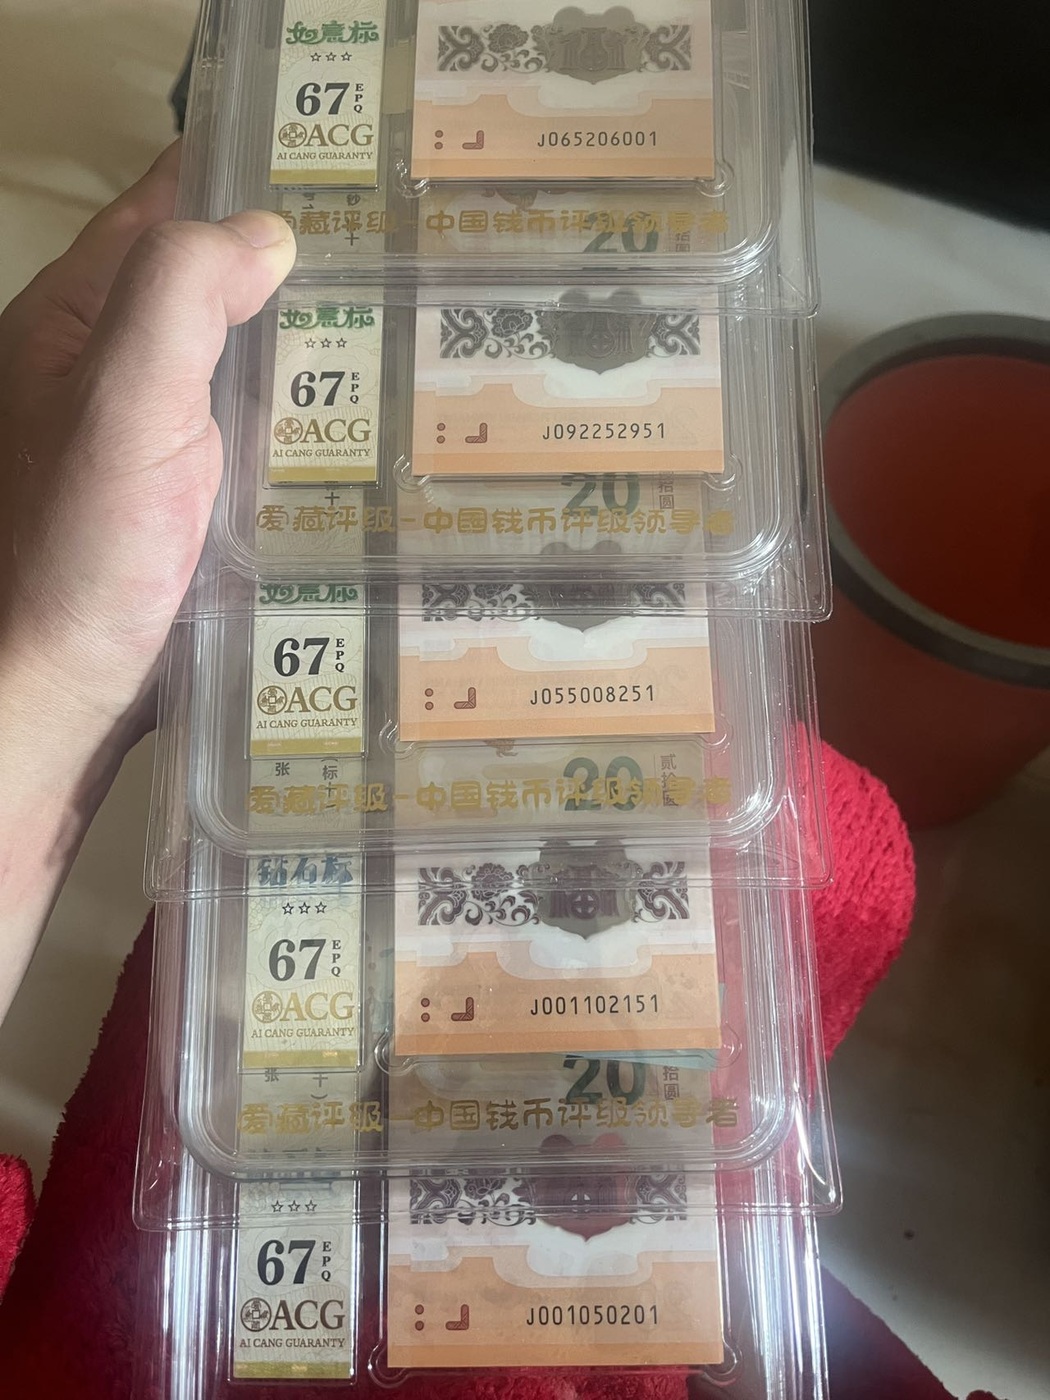 如意标
☆☆☆
67 EPQ
ACG
AI CANG GUARANTY
J065206001
爱藏评级-中国钱币评级领导者
20
如意标
☆☆☆
67 EPQ
ACG
AI CANG GUARANTY
J092252951
20
拾圆
爱藏评级-中国钱币评级领导者
如意标
67 EPQ
ACG
AI CANG GUARANTY
J055008251
张 标
20
贰拾
爱藏评级-中国钱币评级领导者
钻石标
☆☆☆
67 EPQ
ACG
AI CANG GUARANTY
J001102151
张 十
20
拾圆
爱藏评级-中国钱币评级领导者
☆☆☆
67 EPQ
ACG
AI CANG GUARANTY
J001050201